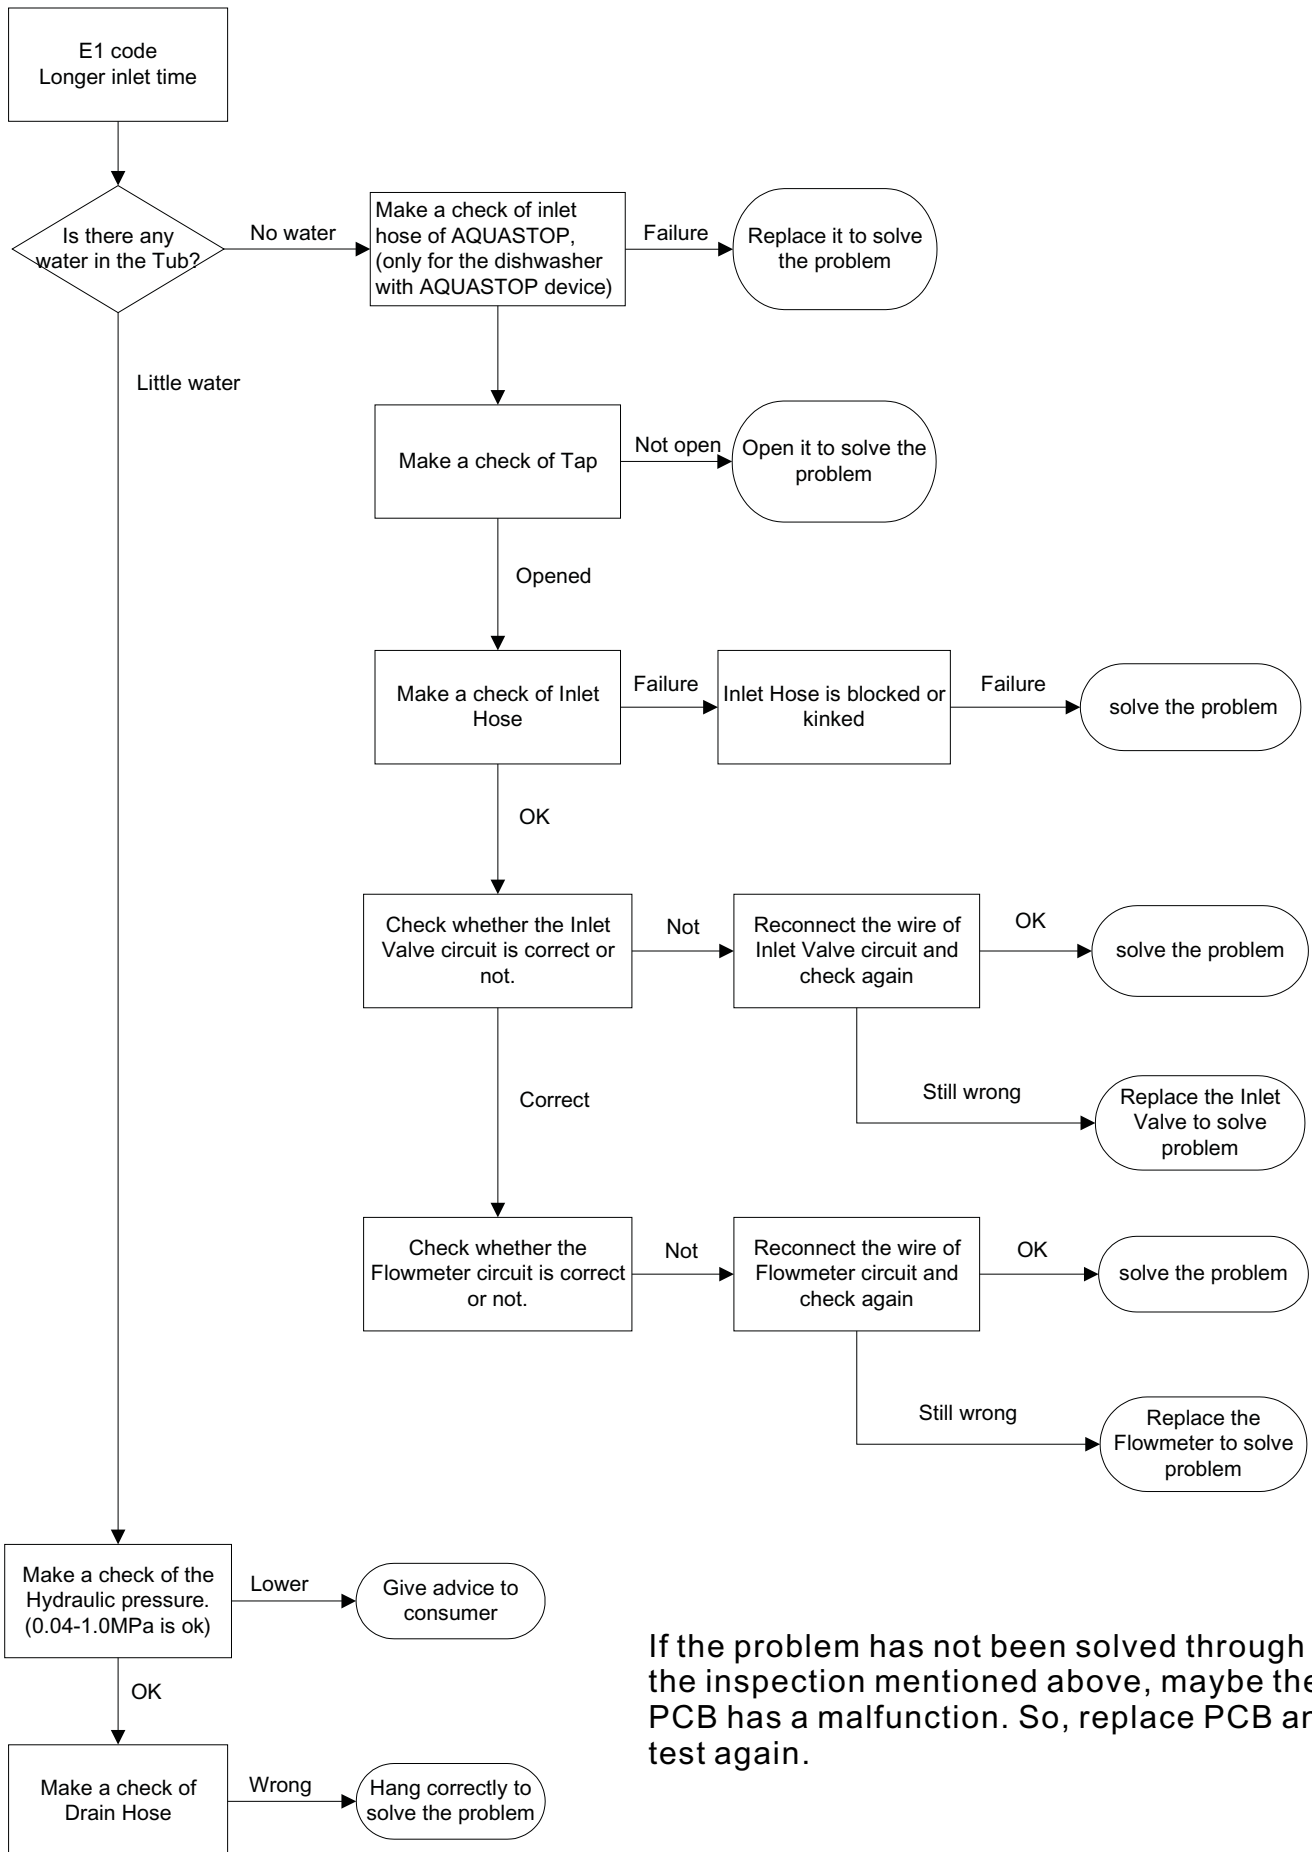 E1 code
Longer inlet time
Is there any
water in the Tub?
No water
Make a check of inlet
hose of AQUASTOP,
(only for the dishwasher
with AQUASTOP device)
Failure
Replace it to solve
the problem
Little water
Make a check of Tap
Not open
Open it to solve the
problem
Opened
Make a check of Inlet
Hose
Failure
Inlet Hose is blocked or
kinked
Failure
solve the problem
OK
Check whether the Inlet
Valve circuit is correct or
not.
Not
Reconnect the wire of
Inlet Valve circuit and
check again
OK
solve the problem
Still wrong
Replace the Inlet
Valve to solve
problem
Correct
Check whether the
Flowmeter circuit is correct
or not.
Not
Reconnect the wire of
Flowmeter circuit and
check again
OK
solve the problem
Still wrong
Replace the
Flowmeter to solve
problem
Make a check of the
Hydraulic pressure.
(0.04-1.0MPa is ok)
Lower
Give advice to
consumer
OK
Make a check of
Drain Hose
Wrong
Hang correctly to
solve the problem
If the problem has not been solved through
the inspection mentioned above, maybe the
PCB has a malfunction. So, replace PCB
test again.